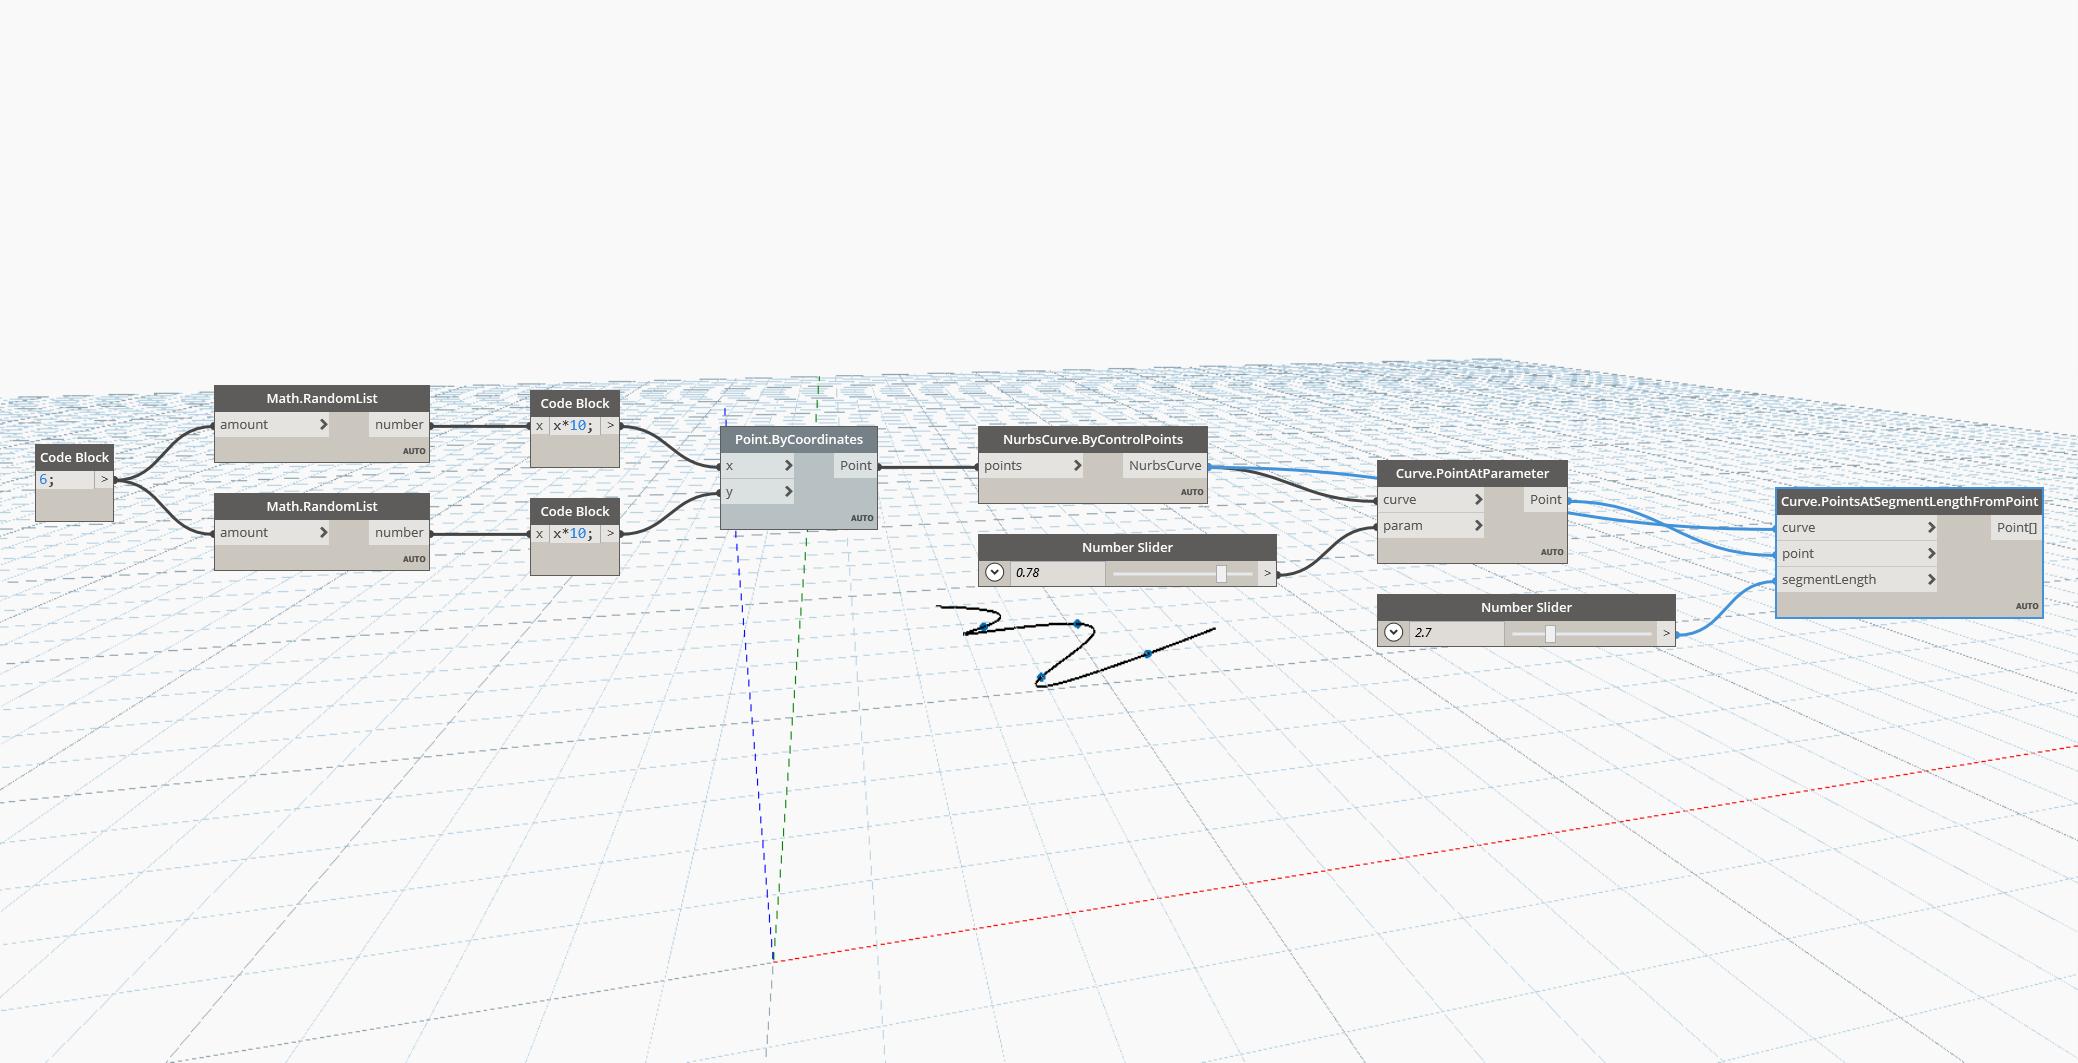 Code Block
6; >
Math.RandomList
amount > number
AUTO
Math.RandomList
amount > number
AUTO
Code Block
x x*10; >
Code Block
x x*10; >
Point.ByCoordinates
x > Point
y >
AUTO
NurbsCurve.ByControlPoints
points > NurbsCurve
AUTO
Number Slider
0.78 >
Curve.PointAtParameter
curve > Point
param >
AUTO
Number Slider
2.7 >
Curve.PointsAtSegmentLengthFromPoint
curve > Point[]
point >
segmentLength >
AUTO